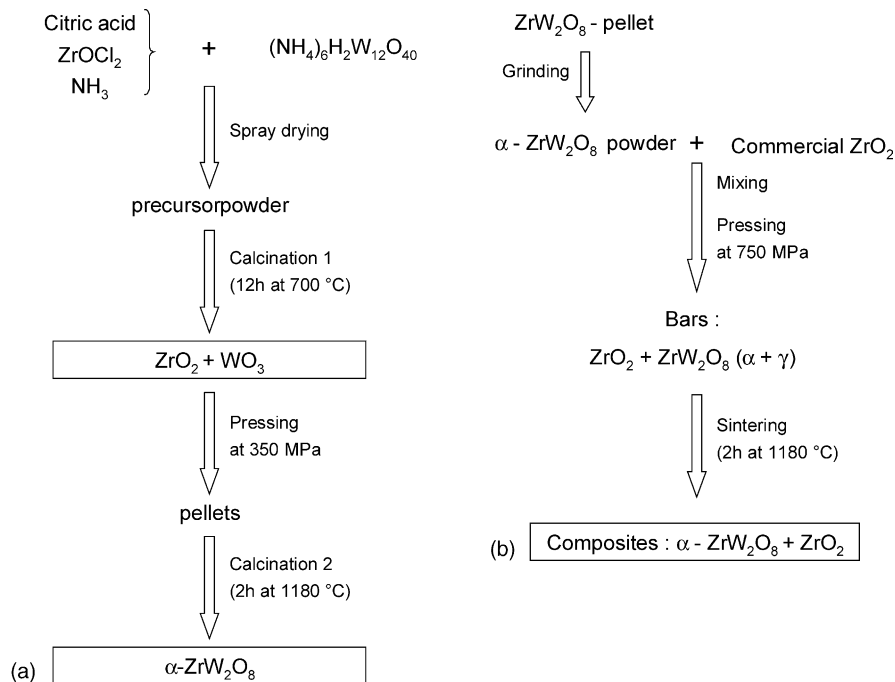 Citric acid
ZrOCl₂
NH₃
+
(NH₄)₆H₂W₁₂O₄₀
Spray drying
precursorpowder
Calcination 1
(12h at 700 °C)
ZrO₂ + WO₃
Pressing
at 350 MPa
pellets
Calcination 2
(2h at 1180 °C)
(a)
α-ZrW₂O₈
ZrW₂O₈ - pellet
Grinding
α - ZrW₂O₈ powder + Commercial ZrO₂
Mixing
Pressing
at 750 MPa
Bars :
ZrO₂ + ZrW₂O₈ (α + γ)
Sintering
(2h at 1180 °C)
(b)
Composites : α - ZrW₂O₈ + ZrO₂